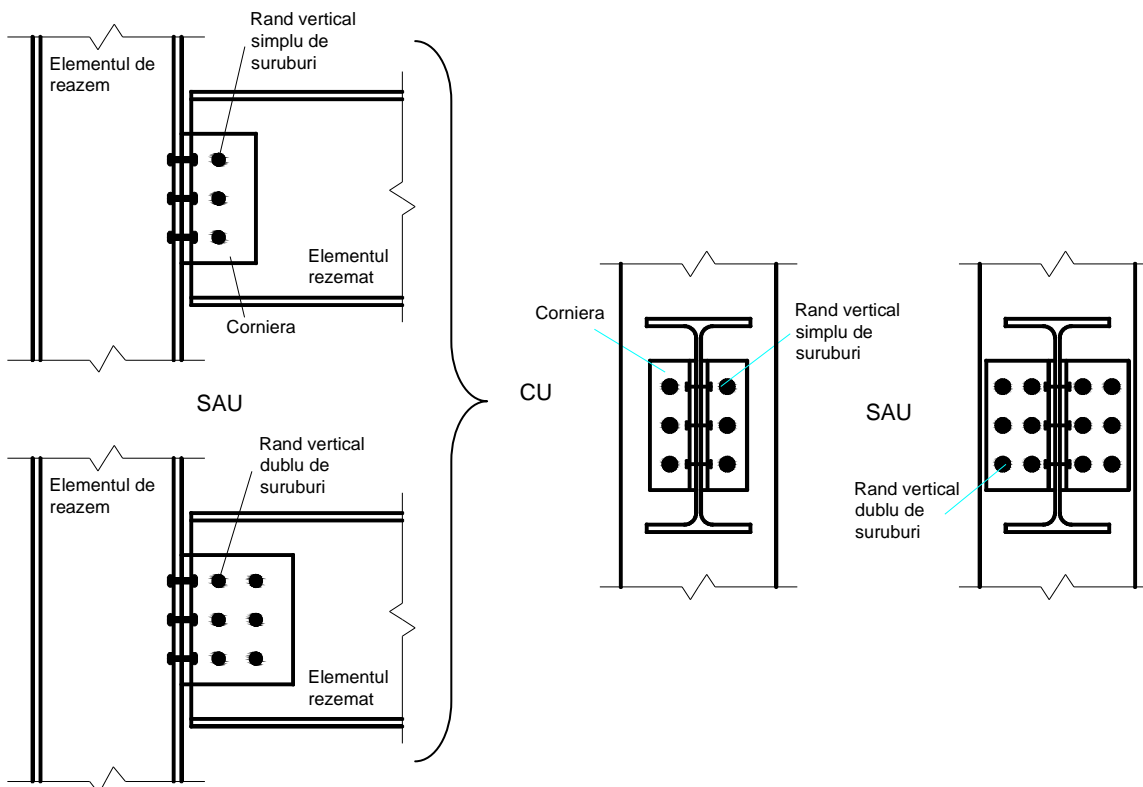 Rand vertical
simplu de
suruburi
Elementul de
reazem
Elementul
rezemat
Corniera
SAU
Rand vertical
dublu de
suruburi
Elementul de
reazem
Elementul
rezemat
CU
Corniera
Rand vertical
simplu de
suruburi
SAU
Rand vertical
dublu de
suruburi